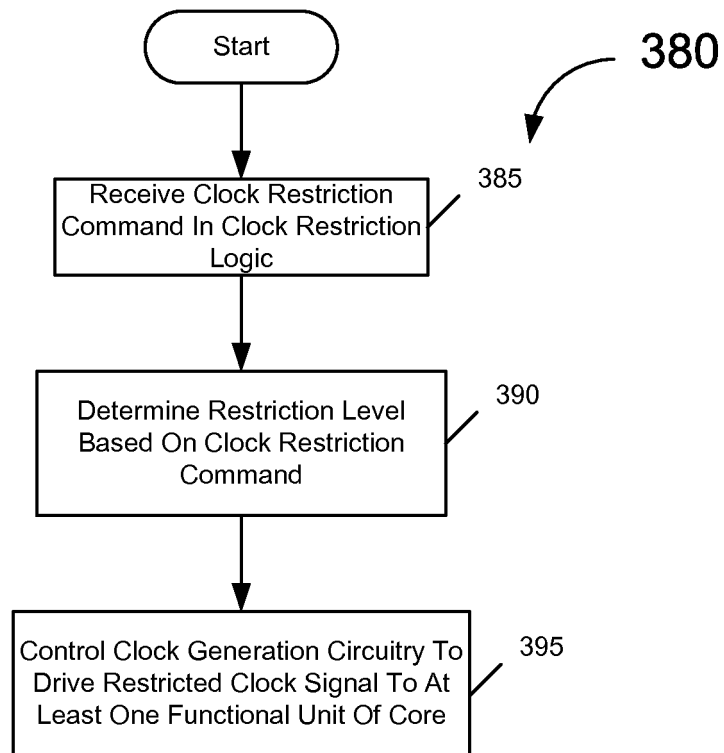 Start
380
Receive Clock Restriction
Command In Clock Restriction
Logic
385
Determine Restriction Level
Based On Clock Restriction
Command
390
Control Clock Generation Circuitry To
Drive Restricted Clock Signal To At
Least One Functional Unit Of Core
395